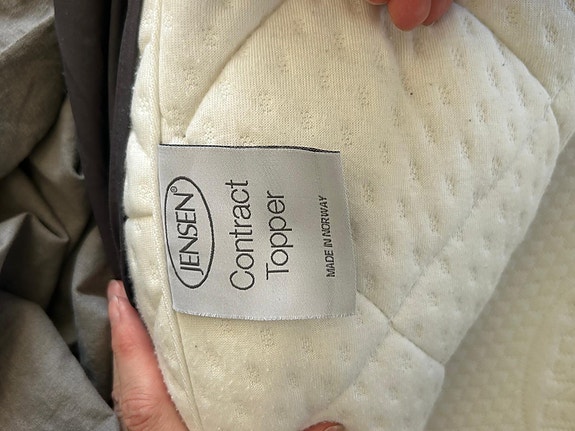 JENSEN®
Contract
Topper
MADE IN NORWAY